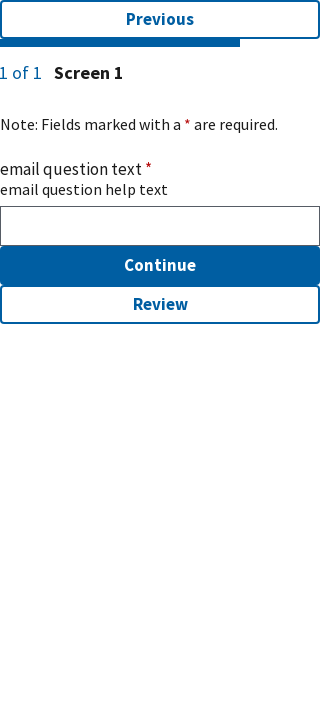 Previous
1 of 1 Screen 1
Note: Fields marked with a * are required.
email question text *
email question help text
Continue
Review